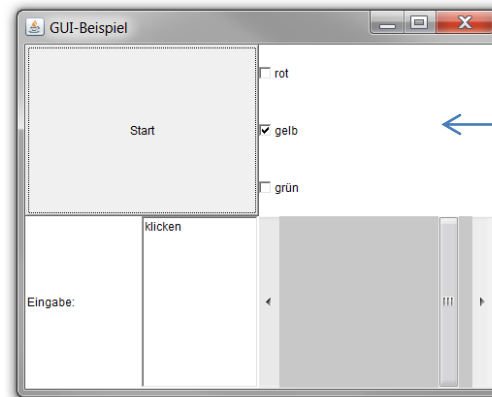 GUI-Beispiel
Start
rot
gelb
grün
Eingabe:
klicken